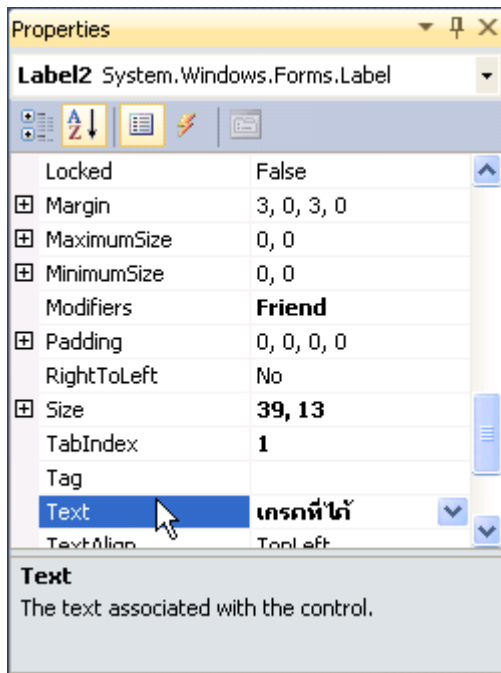 Properties
Label2 System.Windows.Forms.Label
Locked False
Margin 3, 0, 3, 0
MaximumSize 0, 0
MinimumSize 0, 0
Modifiers Friend
Padding 0, 0, 0, 0
RightToLeft No
Size 39, 13
TabIndex 1
Tag
Text เกรดที่ได้
TextAlign TopLeft
Text
The text associated with the control.